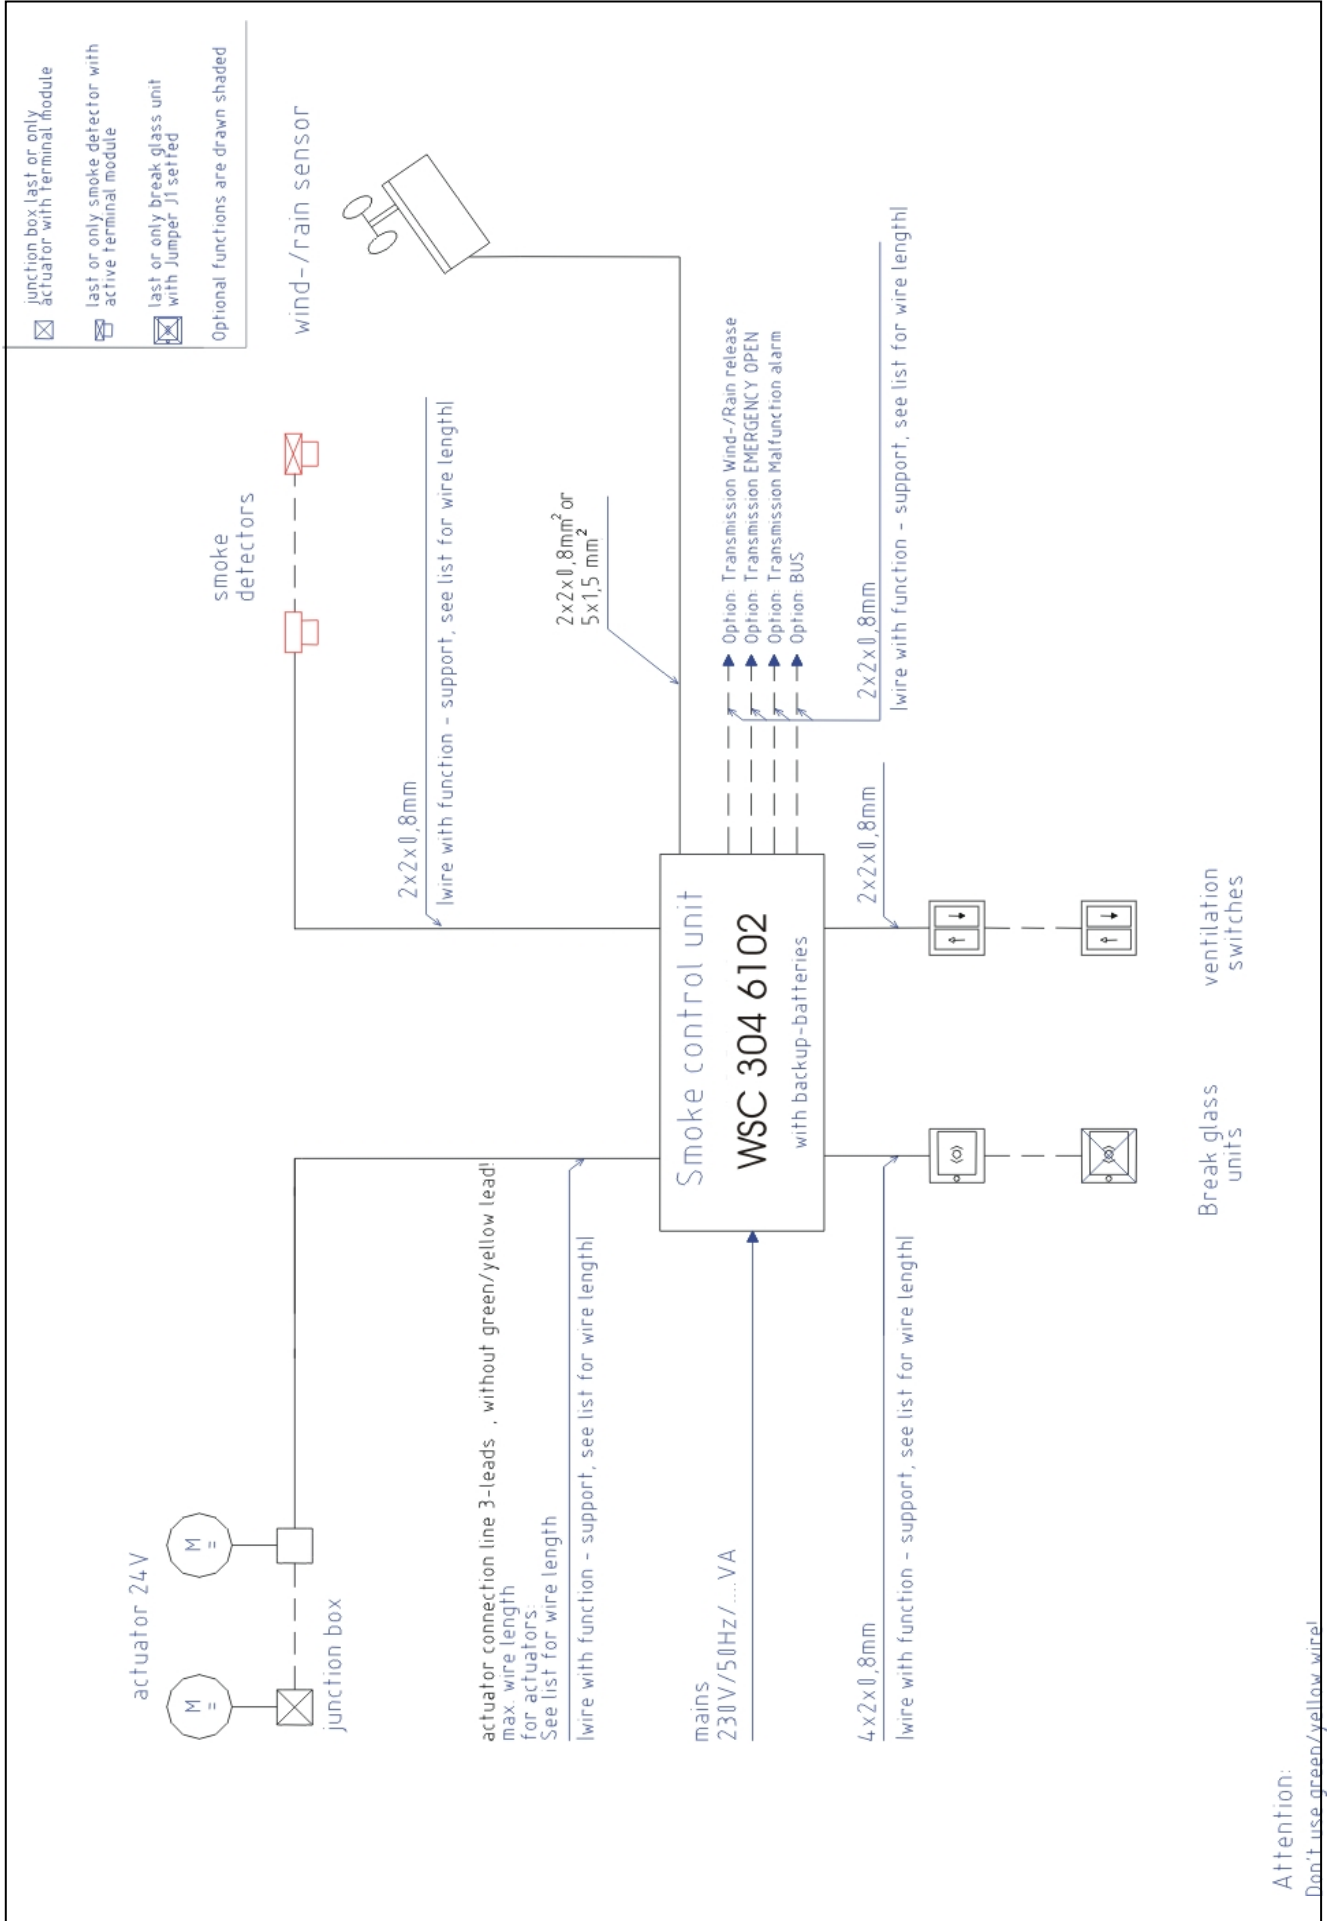 actuator 24V
M
=
M
=
junction box
smoke
detectors
junction box last or only
actuator with terminal module
last or only smoke detector with
active terminal module
last or only break glass unit
with Jumper J1 setted
Optional functions are drawn shaded
wind-/rain sensor
2x2x0,8mm
|wire with function - support, see list for wire length|
actuator connection line 3-leads , without green/yellow lead!
max. wire length
for actuators:
See list for wire length
|wire with function - support, see list for wire length|
2x2x0,8mm² or
5x1,5 mm²
mains
230V/50Hz/....VA
Smoke control unit
WSC 304 6102
with backup-batteries
Option: Transmission Wind-/Rain release
Option: Transmission EMERGENCY OPEN
Option: Transmission Malfunction alarm
Option: BUS
4x2x0,8mm
|wire with function - support, see list for wire length|
2x2x0,8mm
2x2x0,8mm
|wire with function - support, see list for wire length|
Break glass
units
ventilation
switches
Attention:
Don't use green/yellow wire!